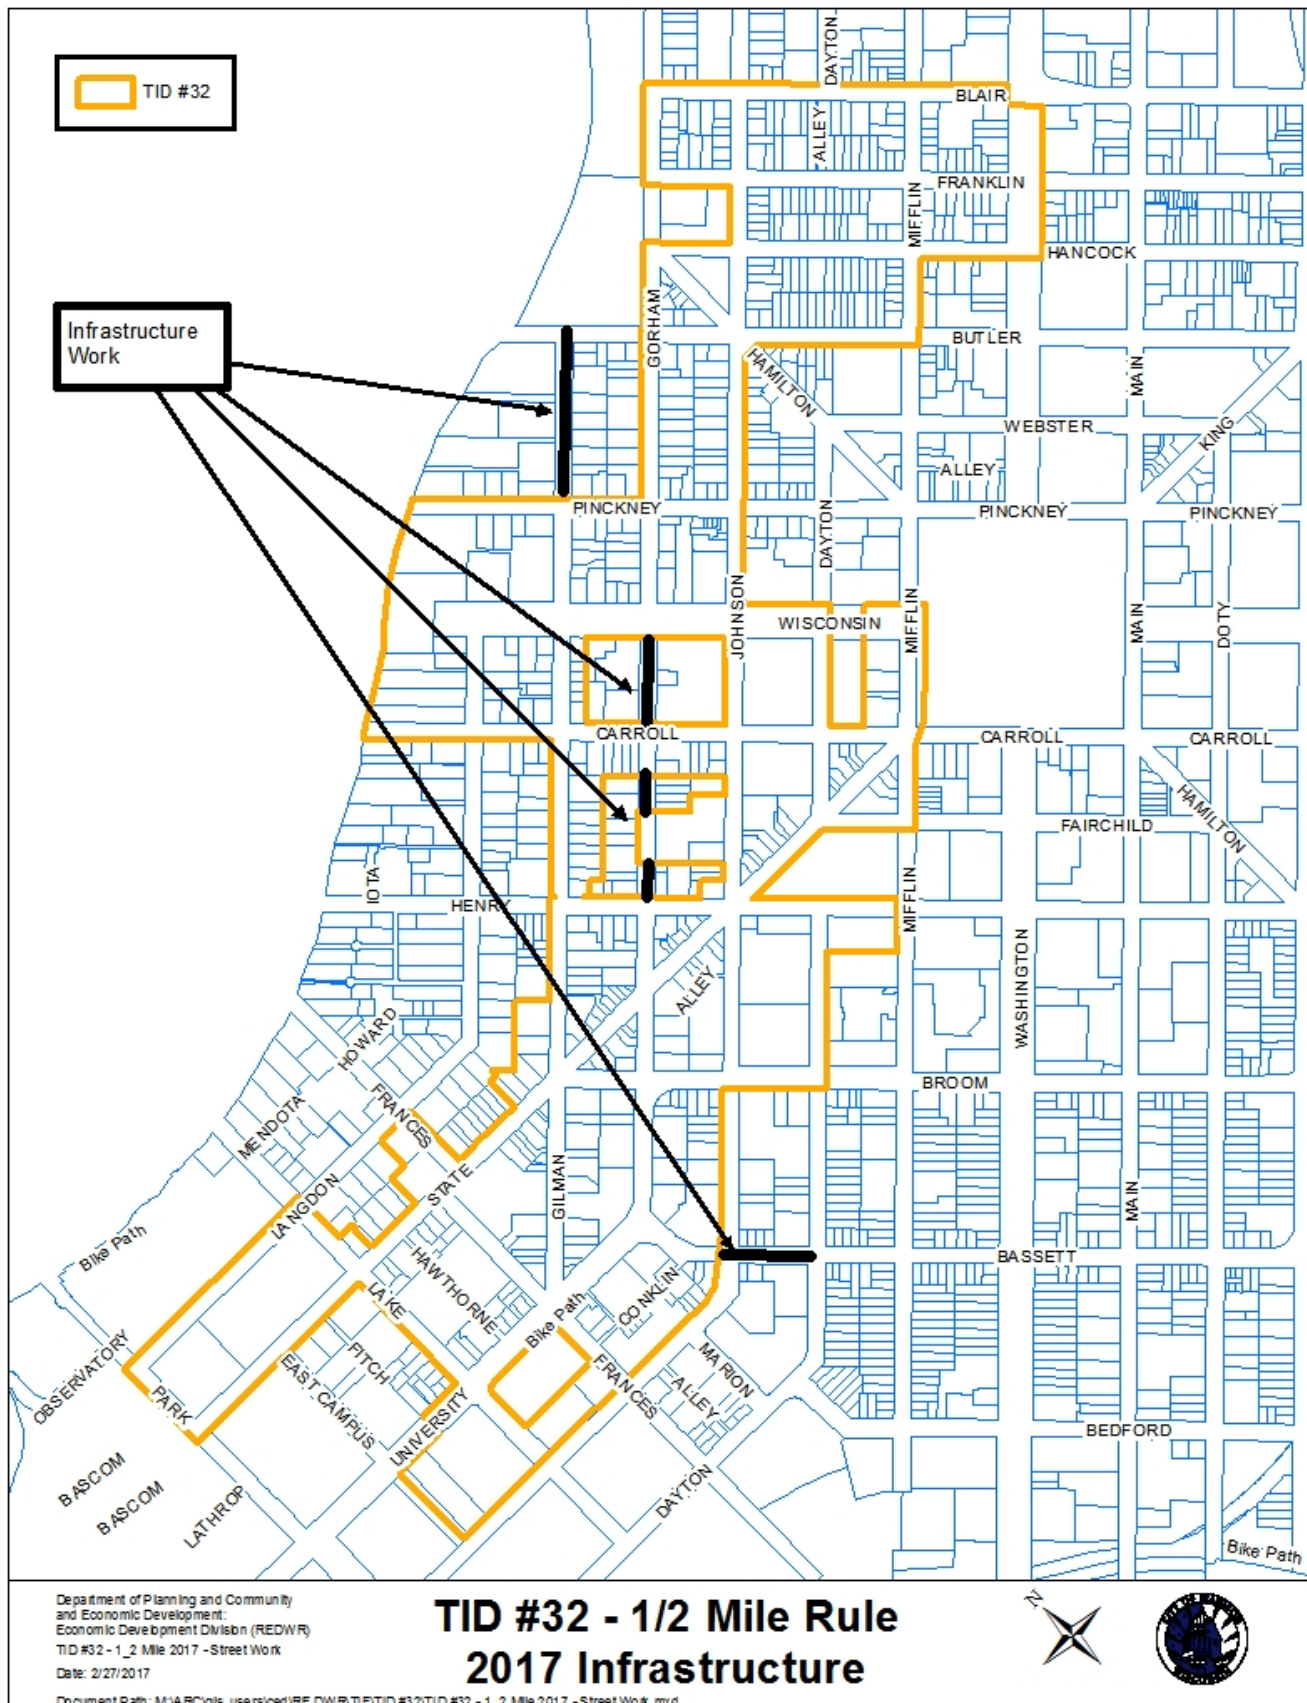 TID #32
DAYTON
BLAIR
ALLEY
FRANKLIN
MIFFLIN
HANCOCK
Infrastructure
Work
GORHAM
BUTLER
HAMILTON
MAIN
WEBSTER
KING
ALLEY
PINCKNEY
PINCKNEY
PINCKNEY
DAYTON
JOHNSON
WISCONSIN
MIFFLIN
MAIN
DOTY
CARROLL
CARROLL
CARROLL
HAMILTON
FAIRCHILD
IOTA
HENRY
MIFFLIN
WASHINGTON
ALLEY
HOWARD
BROOM
FRANCES
MENDOTA
STATE
GILMAN
MAIN
LANGDON
Bike Path
BASSETT
HAWTHORNE
LAKE
CONKLIN
Bike Path
OBSERVATORY
FITCH
EAST CAMPUS
FRANCES
MARION
ALLEY
PARK
UNIVERSITY
BEDFORD
BASCOM
BASCOM
LATHROP
DAYTON
Bike Path
Department of Planning and Community
and Economic Development:
Economic Development Division (REDWR)
TID #32 - 1_2 Mile 2017 - Street Work
Date: 2/27/2017
TID #32 - 1/2 Mile Rule
2017 Infrastructure
N